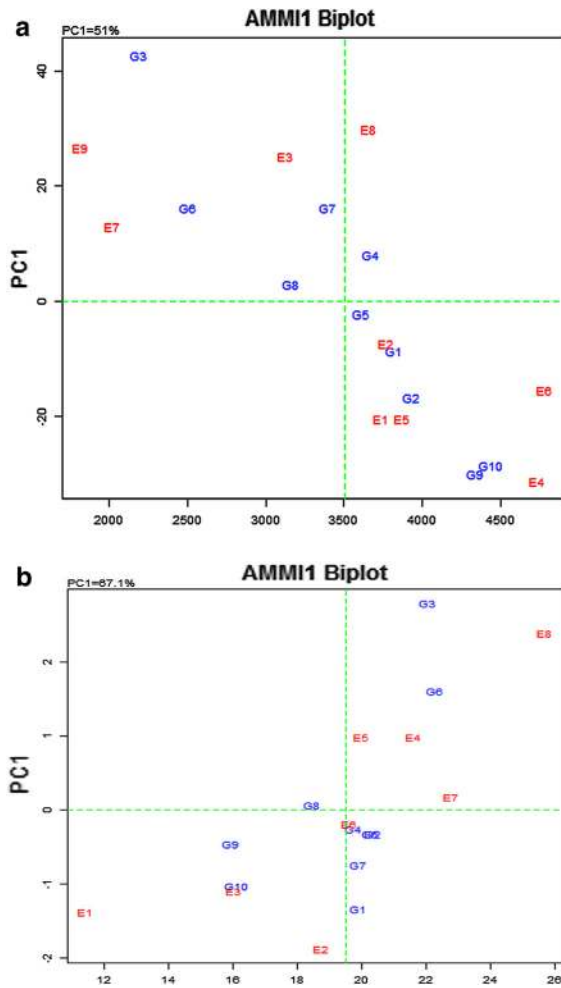 a
AMMI1 Biplot
PC1=51%
G3
40
E8
E9
E3
20
G6
G7
E7
G4
PC1
G8
0
G5
E2
G1
G2
E6
-20
E1
E5
G10
G9
E4
2000
2500
3000
3500
4000
4500
b
AMMI1 Biplot
PC1=67.1%
G3
E8
2
G6
E5
E4
1
PC1
E7
G8
0
E6
G4
G2
G9
G7
-1
G10
E3
G1
E1
E2
-2
12
14
16
18
20
22
24
26